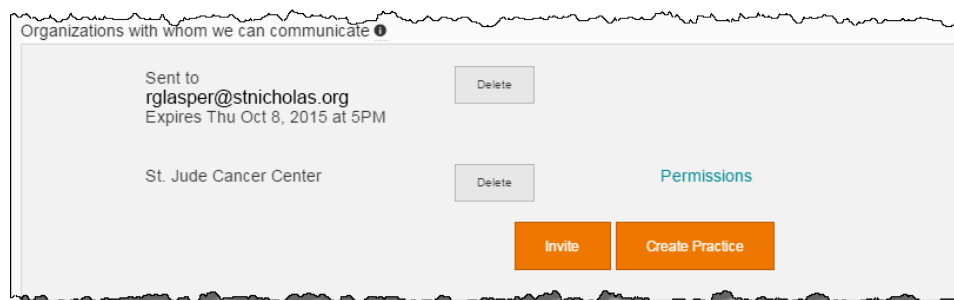 Organizations with whom we can communicate
Sent to
rglasper@stnicholas.org
Expires Thu Oct 8, 2015 at 5PM
Delete
St. Jude Cancer Center
Delete
Permissions
Invite
Create Practice